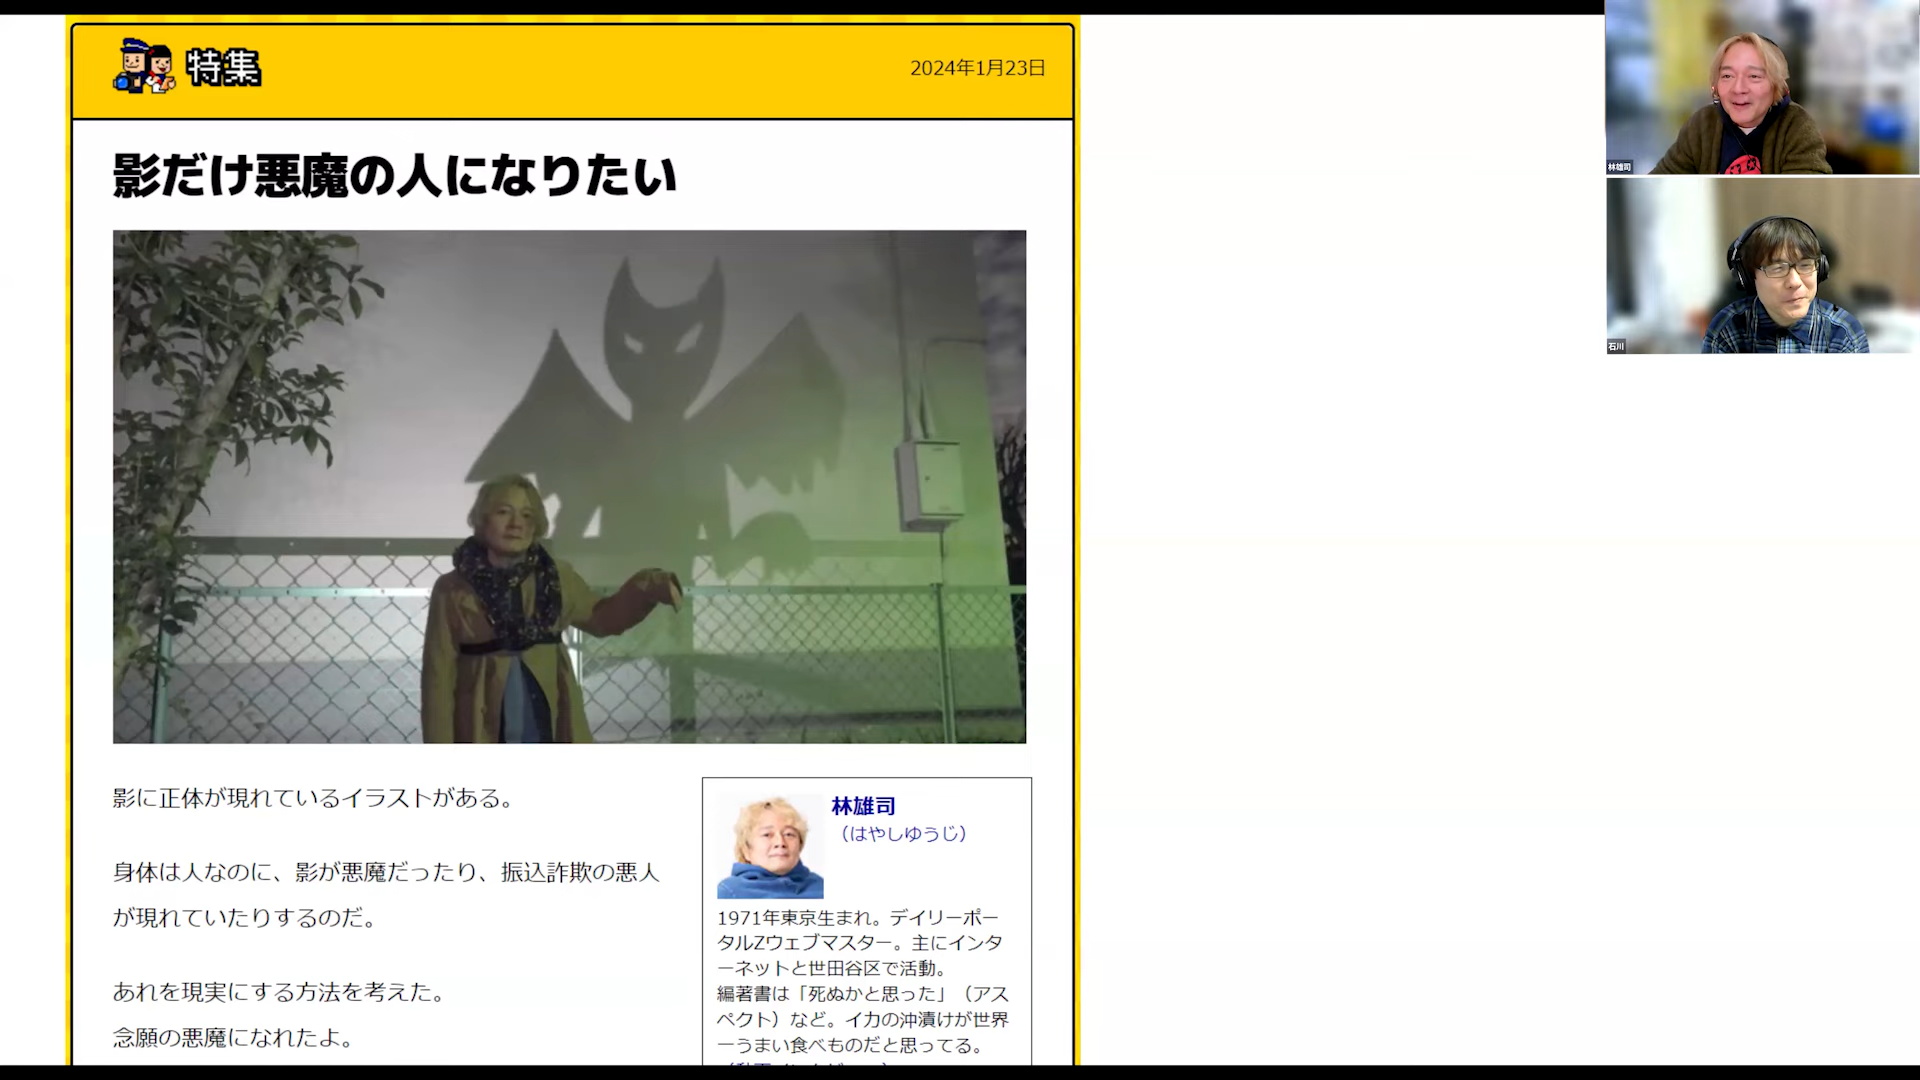 特集
2024年1月23日
影だけ悪魔の人になりたい
影に正体が現れているイラストがある。
身体は人なのに、影が悪魔だったり、振込詐欺の悪人
が現れていたりするのだ。
あれを現実にする方法を考えた。
念願の悪魔になれたよ。
林雄司
（はやしゆうじ）
1971年東京生まれ。デイリーポー
タルZウェブマスター。主にインタ
ーネットと世田谷区で活動。
編著書は「死ぬかと思った」（アス
ペクト）など。イカの沖漬けが世界
一うまい食べものだと思ってる。
林雄司
石川